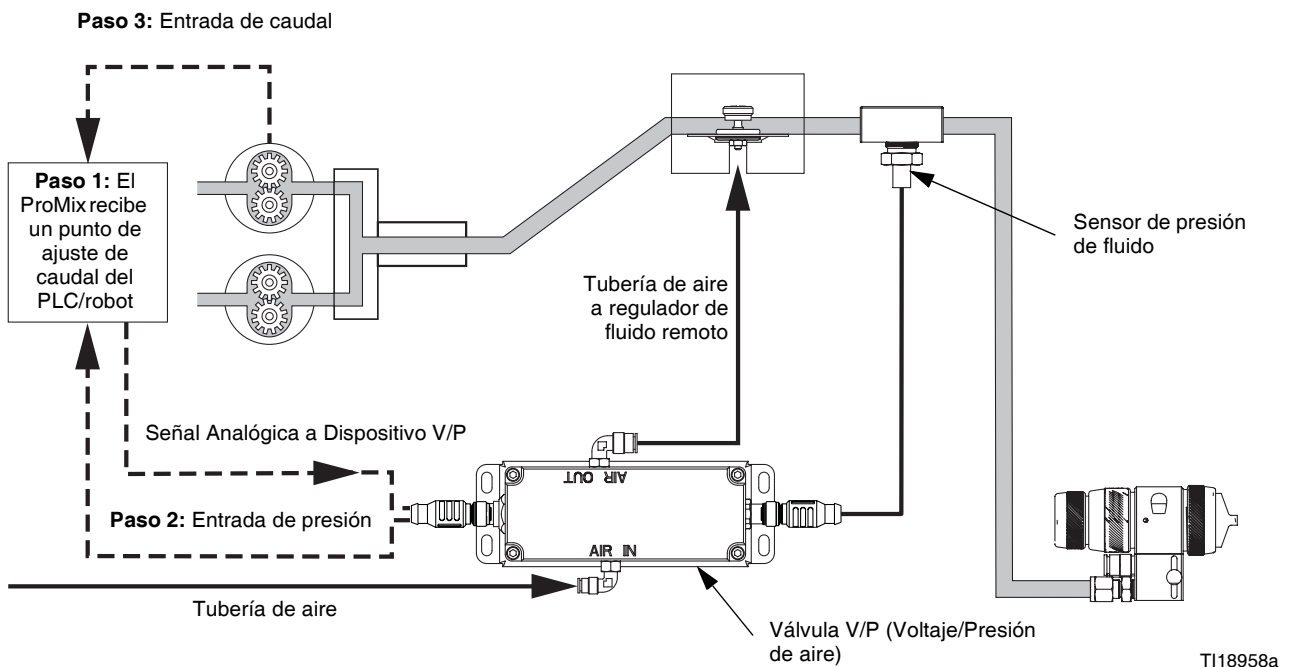 Paso 3: Entrada de caudal
Paso 1: El
ProMix recibe
un punto de
ajuste de
caudal del
PLC/robot
Sensor de presión
de fluido
Tubería de aire
a regulador de
fluido remoto
Señal Analógica a Dispositivo V/P
AIR OUT
Paso 2: Entrada de presión
AIR IN
Tubería de aire
Válvula V/P (Voltaje/Presión
de aire)
TI18958a